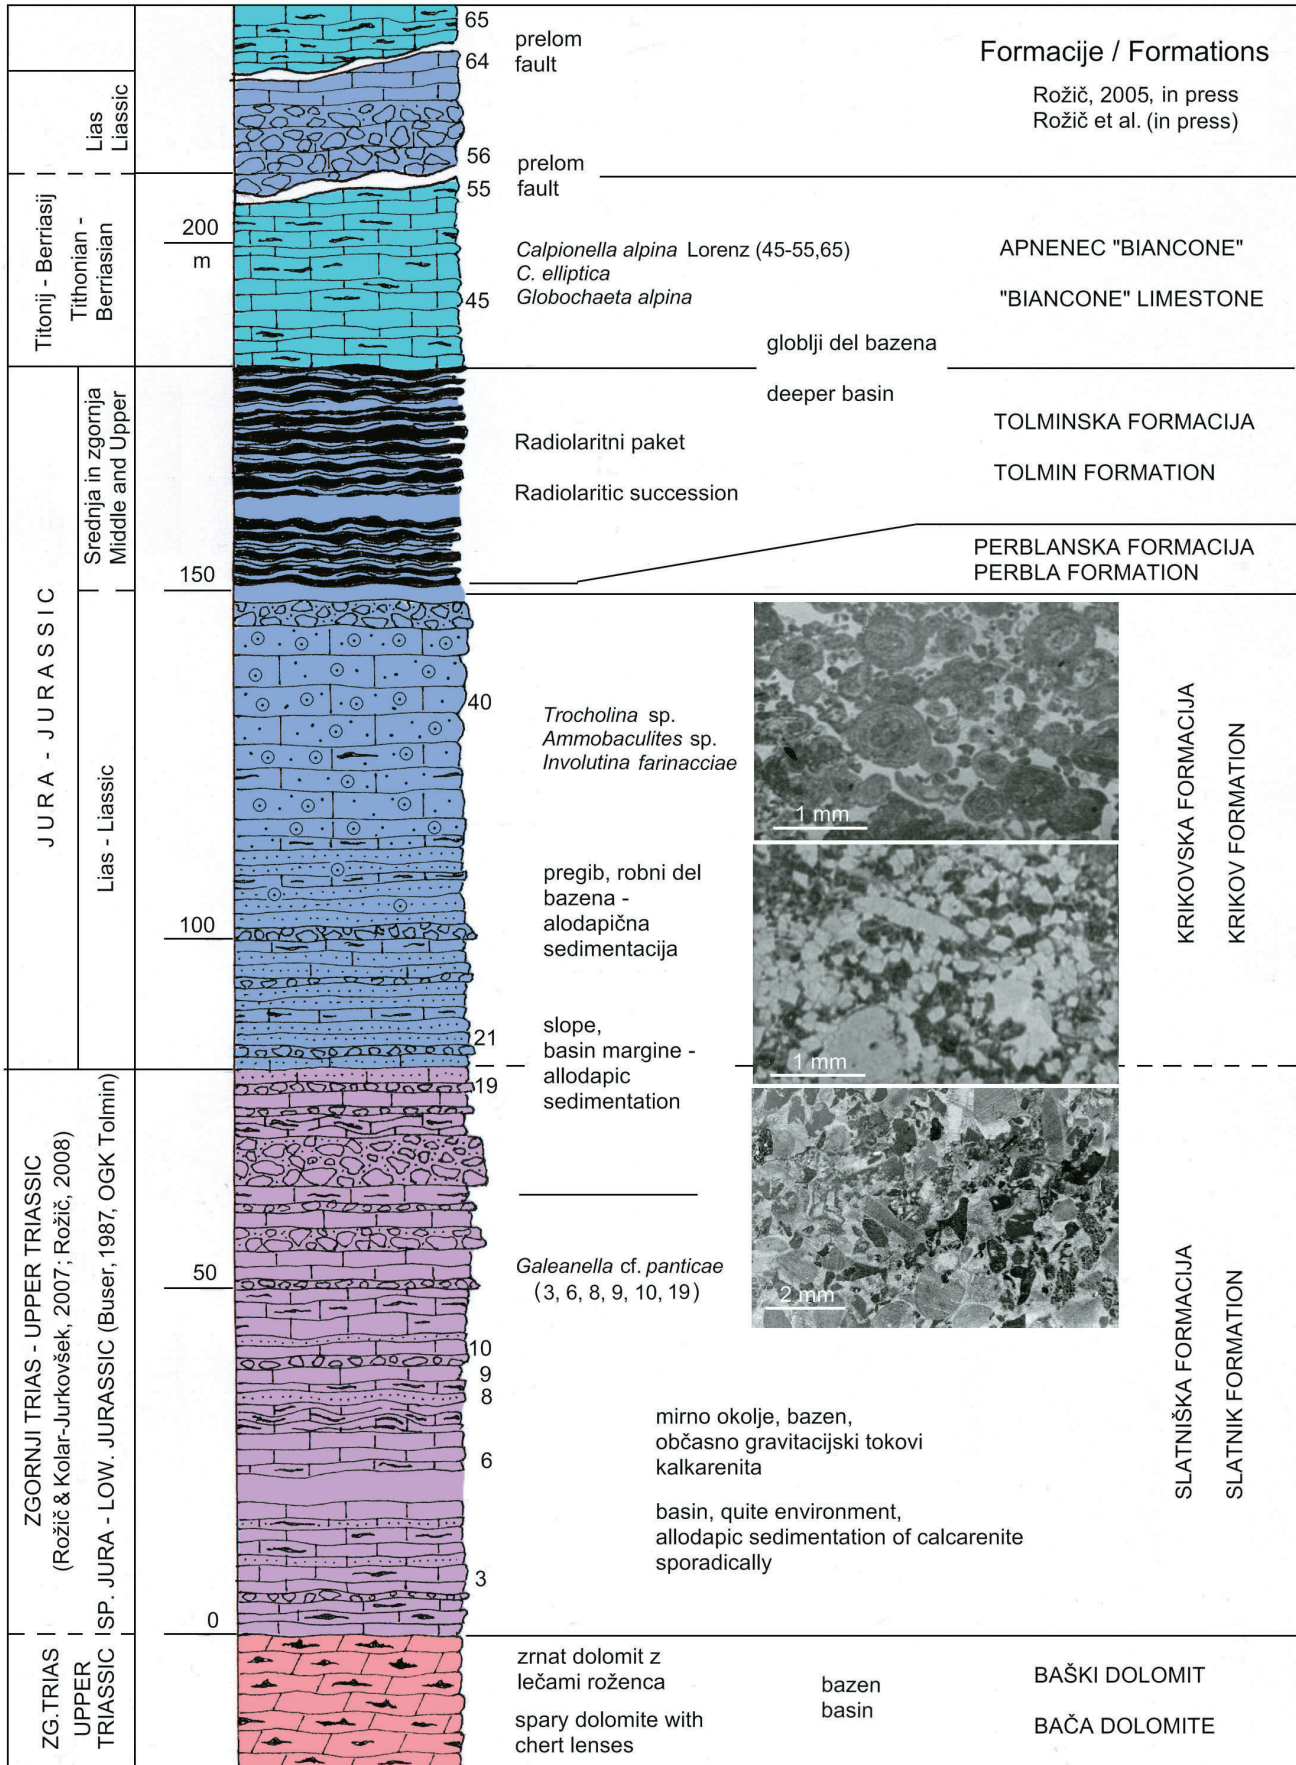 65
prelom
fault
64
Formacije / Formations
Rožič, 2005, in press
Rožič et al. (in press)
Lias
Liassic
56
prelom
fault
55
Titonij - Berriasij
Tithonian -
Berriasian
200
m
Calpionella alpina Lorenz (45-55,65)
C. elliptica
Globochaeta alpina
45
APNENEC "BIANCONE"
"BIANCONE" LIMESTONE
globlji del bazena
deeper basin
JURA - JURASSIC
Srednja in zgornja
Middle and Upper
Radiolaritni paket
Radiolaritic succession
TOLMINSKA FORMACIJA
TOLMIN FORMATION
150
PERBLANSKA FORMACIJA
PERBLA FORMATION
Lias - Liassic
40
Trocholina sp.
Ammobaculites sp.
Involutina farinacciae
1 mm
KRIKOVSKA FORMACIJA
KRIKOV FORMATION
pregib, robni del
bazena -
alodapična
sedimentacija
100
slope,
basin margine -
allodapic
sedimentation
21
1 mm
19
ZGORNJI TRIAS - UPPER TRIASSIC
(Rožič & Kolar-Jurkovšek, 2007; Rožič, 2008)
SP. JURA - LOW. JURASSIC (Buser, 1987, OGK Tolmin)
50
Galeanella cf. panticae
(3, 6, 8, 9, 10, 19)
2 mm
10
9
8
6
3
0
mirno okolje, bazen,
občasno gravitacijski tokovi
kalkarenita
basin, quite environment,
allodapic sedimentation of calcarenite
sporadically
SLATNIŠKA FORMACIJA
SLATNIK FORMATION
ZG.TRIAS
UPPER
TRIASSIC
zrnat dolomit z
lečami roženca
spary dolomite with
chert lenses
bazen
basin
BAŠKI DOLOMIT
BAČA DOLOMITE